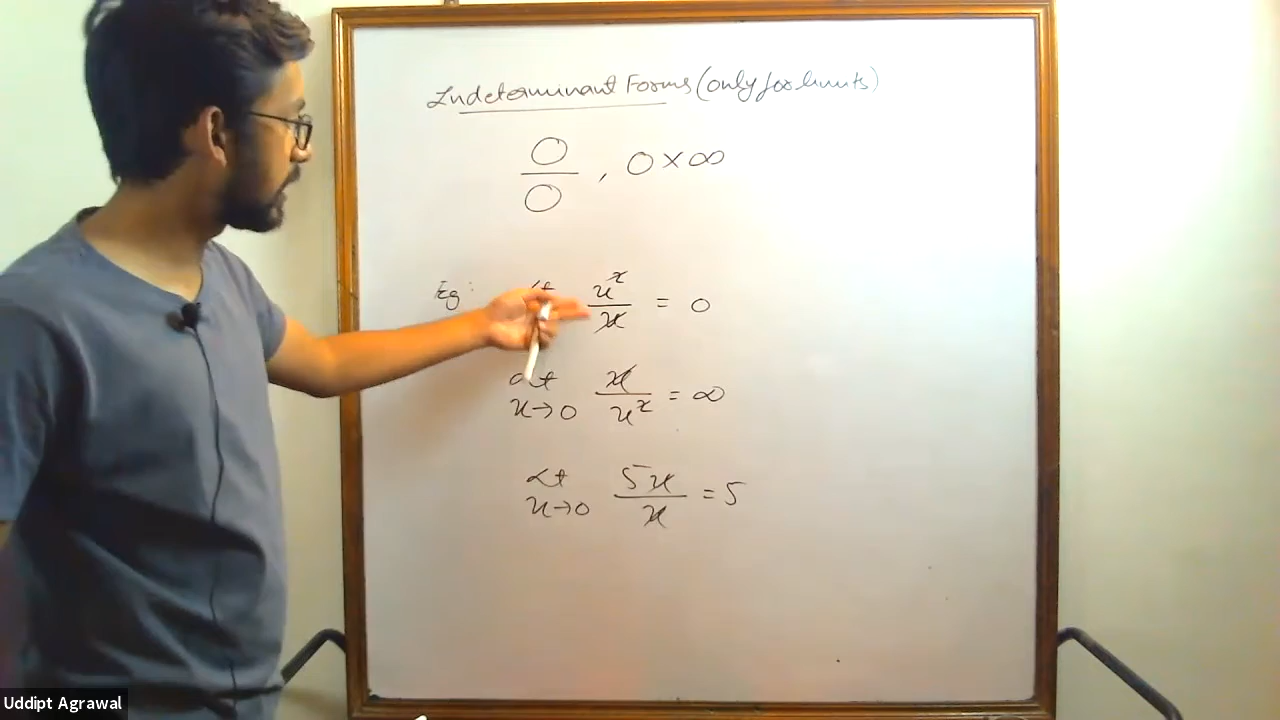 Indeterminant Forms (only for limits)
0/0 , 0 × ∞
Eg: x²/x = 0
Lt x→0 x/x² = ∞
Lt x→0 5x/x = 5
Uddipt Agrawal